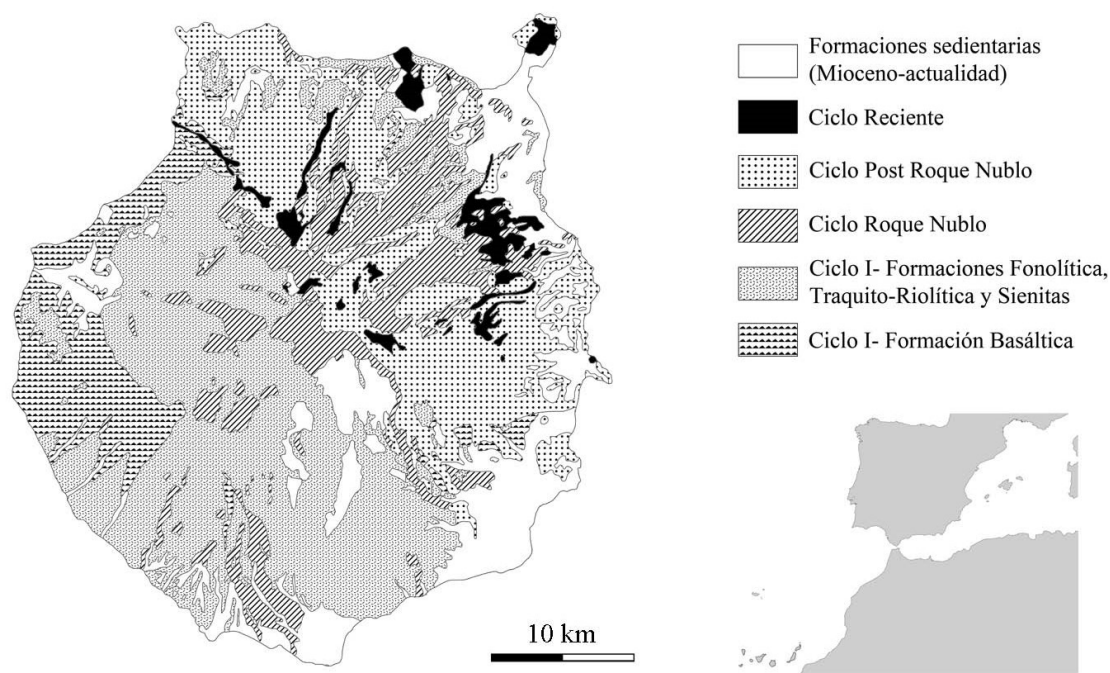 Formaciones sedientarias
(Mioceno-actualidad)
Ciclo Reciente
Ciclo Post Roque Nublo
Ciclo Roque Nublo
Ciclo I- Formaciones Fonolítica,
Traquito-Riolítica y Sienitas
Ciclo I- Formación Basáltica
10 km